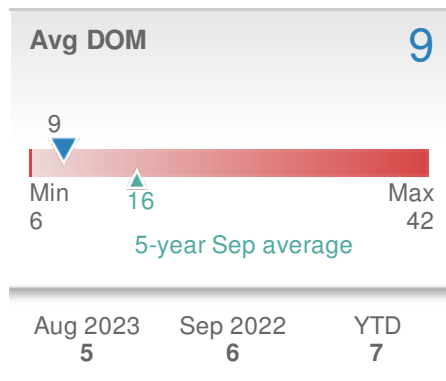 Avg DOM 9
9
Min Max
16
6 42
5-year Sep average
Aug 2023 Sep 2022 YTD
5 6 7